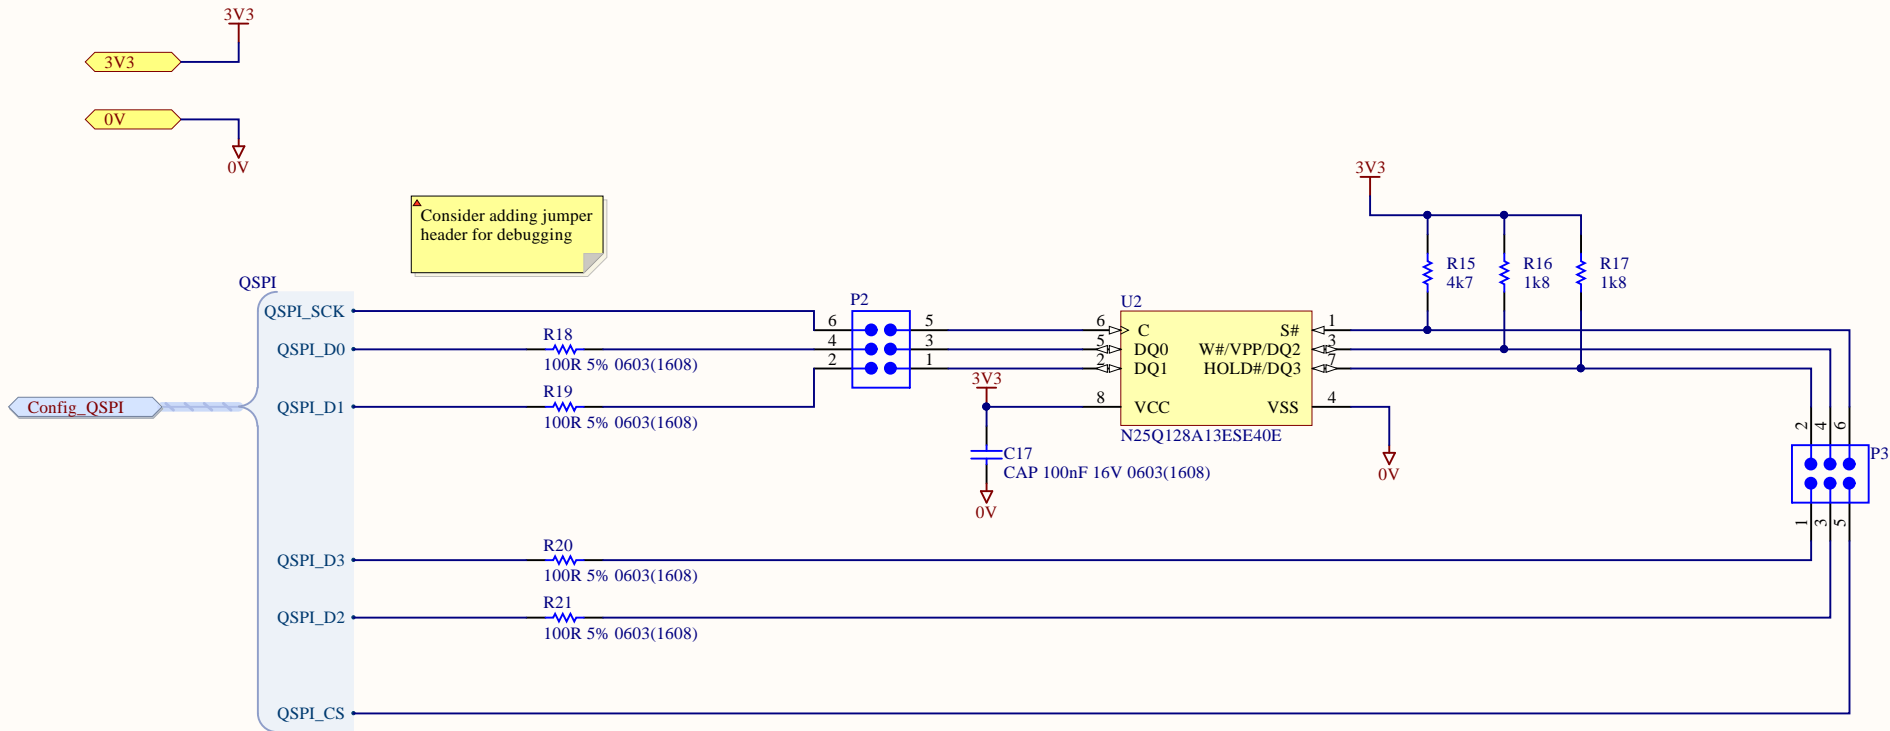 3V3
3V3
0V
0V
3V3
Consider adding jumper
header for debugging
QSPI
R15
4k7
R16
1k8
R17
1k8
P2
U2
QSPI_SCK
6
5
6
C
S#
1
R18
QSPI_D0
4
3
5
DQ0
W#/VPP/DQ2
3
100R 5% 0603(1608)
2
1
2
DQ1
HOLD#/DQ3
7
3V3
R19
Config_QSPI
QSPI_D1
8
VCC
VSS
4
100R 5% 0603(1608)
N25Q128A13ESE40E
2
4
6
C17
CAP 100nF 16V 0603(1608)
P3
0V
0V
1
3
5
R20
QSPI_D3
100R 5% 0603(1608)
R21
QSPI_D2
100R 5% 0603(1608)
QSPI_CS